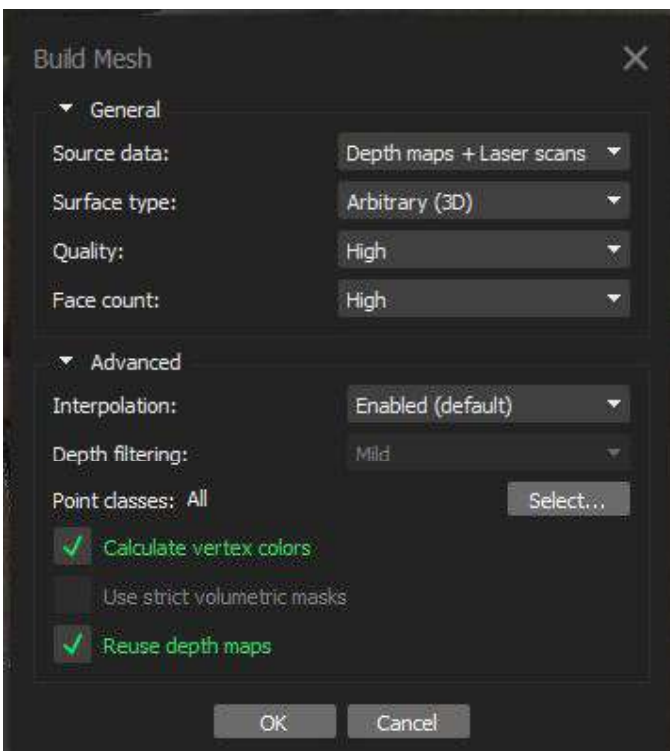 Build Mesh
General
Source data: Depth maps + Laser scans
Surface type: Arbitrary (3D)
Quality: High
Face count: High
Advanced
Interpolation: Enabled (default)
Depth filtering: Mild
Point classes: All Select...
Calculate vertex colors
Use strict volumetric masks
Reuse depth maps
OK Cancel